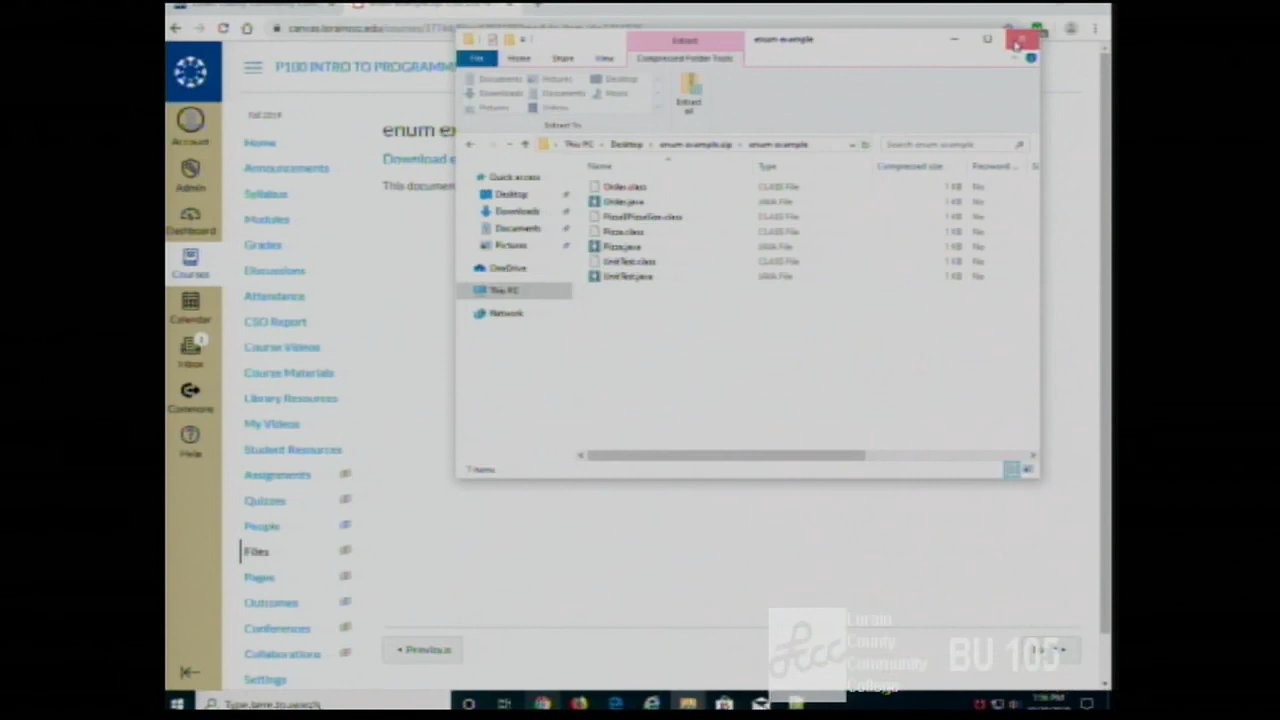 P100 INTRO TO PROGRAMM
Fall 2019
Account
Admin
Dashboard
Courses
Calendar
Inbox
Commons
Help
Home
Announcements
Syllabus
Modules
Grades
Discussions
Attendance
CSO Report
Course Videos
Course Materials
Library Resources
My Videos
Student Resources
Assignments
Quizzes
People
Files
Pages
Outcomes
Conferences
Collaborations
Settings
enum ex
Download e
This documen
Previous
Extract
enum example
File Home Share View Compressed Folder Tools
Documents Pictures Desktop
Downloads Documents Music
Pictures Videos
Extract To
Extract all
This PC Desktop enum example.zip enum example
Search enum example
Name Type Compressed size Password ...
Order.class CLASS File 1 KB No
Order.java JAVA File 1 KB No
Pizza$PizzaSize.class CLASS File 1 KB No
Pizza.class CLASS File 1 KB No
Pizza.java JAVA File 1 KB No
UnitTest.class CLASS File 1 KB No
UnitTest.java JAVA File 1 KB No
Quick access
Desktop
Downloads
Documents
Pictures
OneDrive
This PC
Network
7 items
Lorain
County
Community
College
BU 105
Type here to search